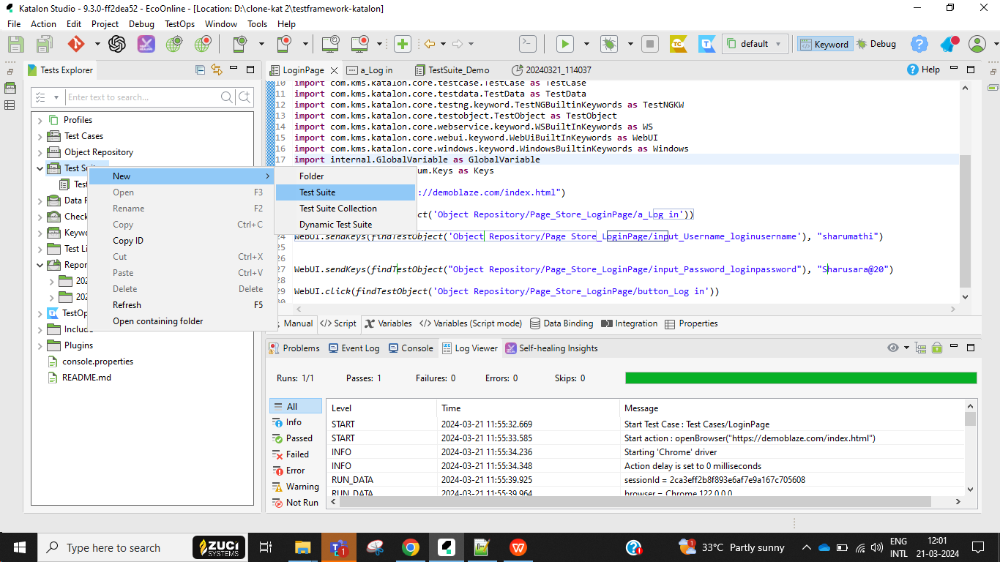 Katalon Studio - 9.3.0-ff2dea52 - EcoOnline - [Location: D:\clone-kat 2\testframework-katalon]
File Action Edit Project Debug TestOps Window Tools Help
default Keyword Debug
Tests Explorer
Enter text to search...
Profiles
Test Cases
Object Repository
Test Su
Test
Data F
Check
Keywo
Test Li
Repor
202
202
TestOp
Include
Plugins
console.properties
README.md
New
Open F3
Rename F2
Copy Ctrl+C
Copy ID
Cut Ctrl+X
Paste Ctrl+V
Delete Delete
Refresh F5
Open containing folder
Folder
Test Suite
Test Suite Collection
Dynamic Test Suite
LoginPage a_Log in TestSuite_Demo 20240321_114037 Help
10 import com.kms.katalon.core.testcase.TestCase as TestCase
11 import com.kms.katalon.core.testdata.TestData as TestData
12 import com.kms.katalon.core.testng.keyword.TestNGBuiltinKeywords as TestNGKW
13 import com.kms.katalon.core.testobject.TestObject as TestObject
14 import com.kms.katalon.core.webservice.keyword.WSBuiltInKeywords as WS
15 import com.kms.katalon.core.webui.keyword.WebUiBuiltInKeywords as WebUI
16 import com.kms.katalon.core.windows.keyword.WindowsBuiltinKeywords as Windows
17 import internal.GlobalVariable as GlobalVariable
um.Keys as Keys
://demoblaze.com/index.html")
ct('Object Repository/Page_Store_LoginPage/a_Log in'))
24 WebUI.sendKeys(findTestObject('Object Repository/Page_Store_LoginPage/input_Username_loginusername'), "sharumathi")
25
26
27 WebUI.sendKeys(findTestObject("Object Repository/Page_Store_LoginPage/input_Password_loginpassword"), "Sharusara@20")
28
29 WebUI.click(findTestObject('Object Repository/Page_Store_LoginPage/button_Log in'))
30
Manual Script Variables Variables (Script mode) Data Binding Integration Properties
Problems Event Log Console Log Viewer Self-healing Insights
Runs: 1/1 Passes: 1 Failures: 0 Errors: 0 Skips: 0
All
Info
Passed
Failed
Error
Warning
Not Run
Level Time Message
START 2024-03-21 11:55:32.669 Start Test Case : Test Cases/LoginPage
START 2024-03-21 11:55:33.585 Start action : openBrowser("https://demoblaze.com/index.html")
INFO 2024-03-21 11:55:34.236 Starting 'Chrome' driver
INFO 2024-03-21 11:55:34.348 Action delay is set to 0 milliseconds
RUN_DATA 2024-03-21 11:55:39.925 sessionId = 2ca3eff2b8f893e6af7e9a167c705608
RUN_DATA 2024-03-21 11:55:39.964 browser = Chrome 122.0.0.0
Type here to search
ZUCI
SYSTEMS
1
33°C Partly sunny
ENG
INTL
12:01
21-03-2024